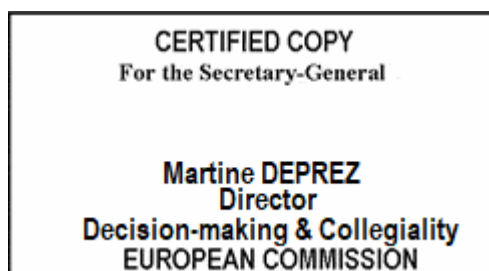 CERTIFIED COPY
For the Secretary-General
Martine DEPREZ
Director
Decision-making & Collegiality
EUROPEAN COMMISSION